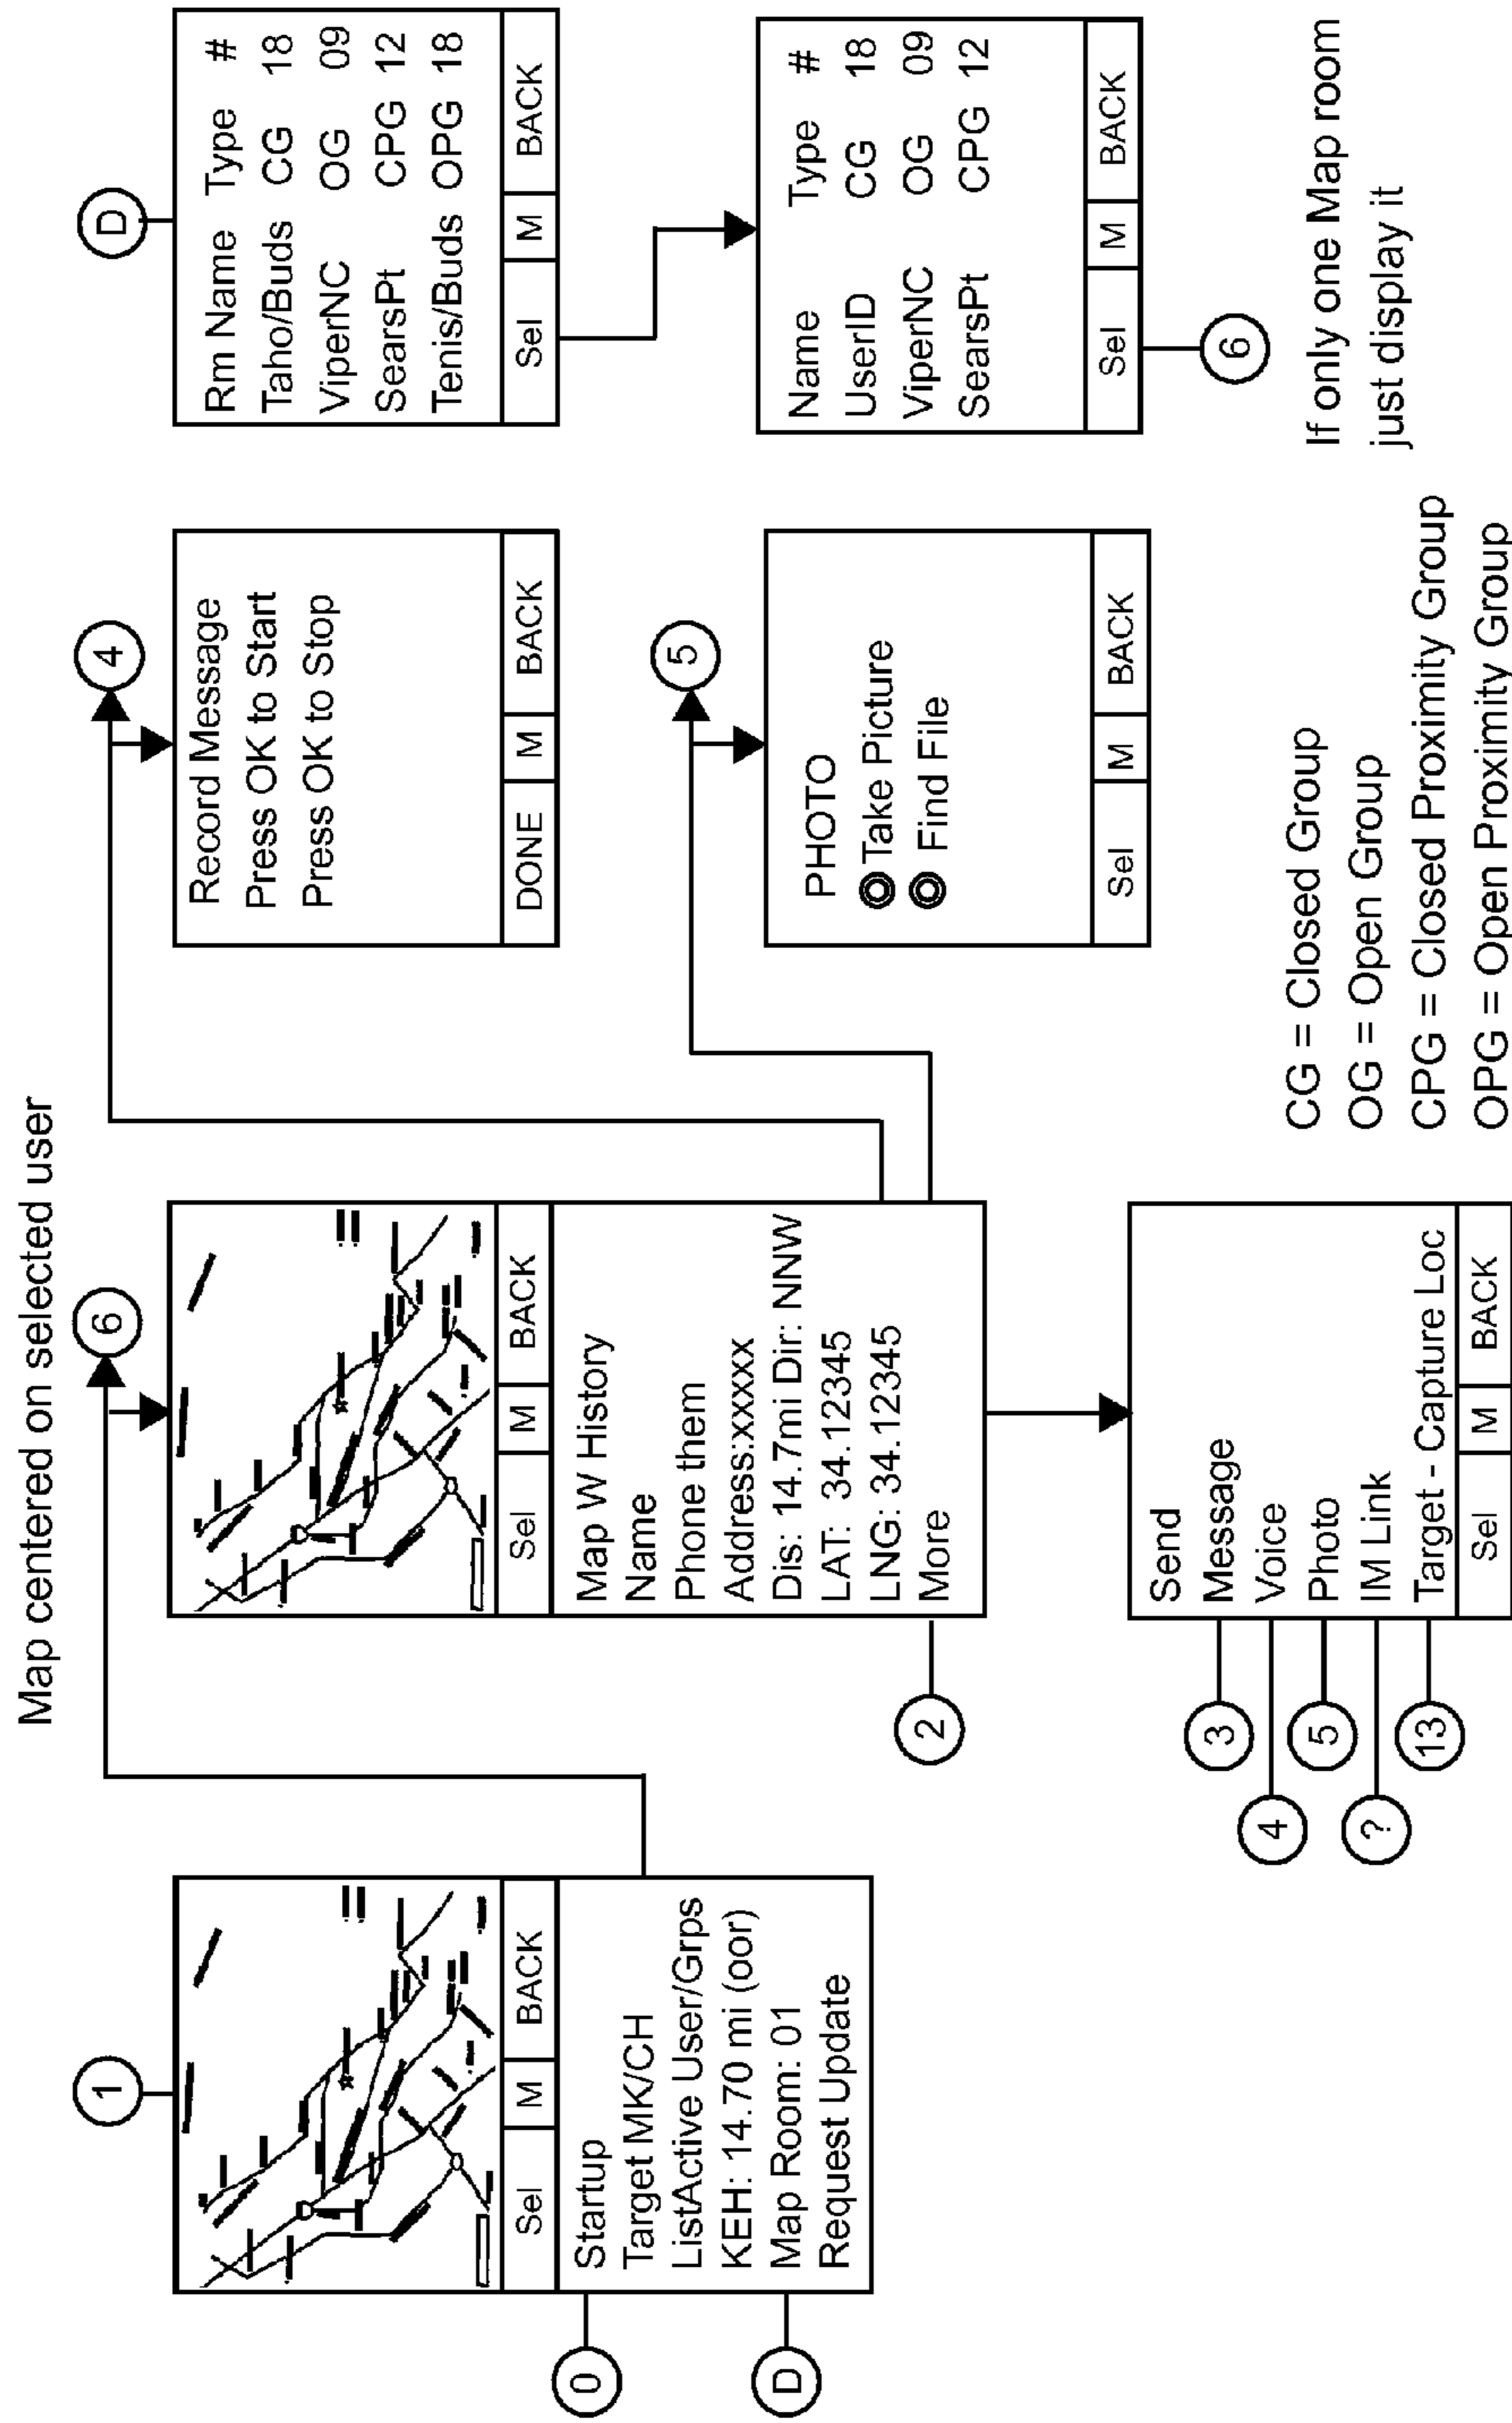 Map centered on selected user
1
Sel M BACK
Startup
Target MK/CH
ListActive User/Grps
KEH: 14.70 mi (oor)
Map Room: 01
Request Update
0
D
6
Sel M BACK
Map W History
Name
Phone them
Address:xxxxx
Dis: 14.7mi Dir: NNW
LAT: 34.12345
LNG: 34.12345
More
2
Send
Message
Voice
Photo
IM Link
Target - Capture Loc
Sel M BACK
3
4
5
?
13
4
Record Message
Press OK to Start
Press OK to Stop
DONE M BACK
5
PHOTO
Take Picture
Find File
Sel M BACK
CG = Closed Group
OG = Open Group
CPG = Closed Proximity Group
OPG = Open Proximity Group
D
Rm Name Type #
Taho/Buds CG 18
ViperNC OG 09
SearsPt CPG 12
Tenis/Buds OPG 18
Sel M BACK
Name Type #
UserID CG 18
ViperNC OG 09
SearsPt CPG 12
Sel M BACK
6
If only one Map room
just display it